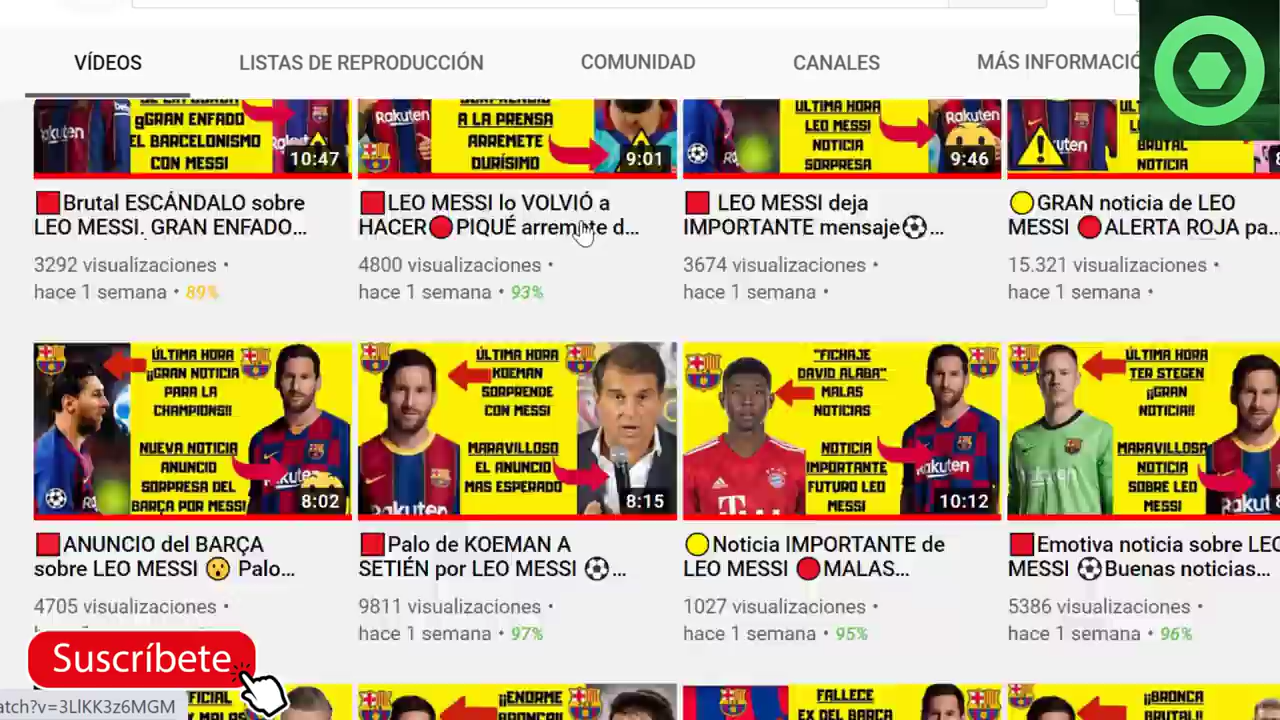 VÍDEOS
LISTAS DE REPRODUCCIÓN
COMUNIDAD
CANALES
MÁS INFORMACIÓ
Rakuten
¡GRAN ENFADO
EL BARCELONISMO
CON MESSI
10:47
Rakuten
A LA PRENSA
ARREMETE
DURÍSIMO
9:01
ULTIMA HORA
LEO MESSI
NOTICIA
SORPRESA
9:46
BRUTAL
NOTICIA
Brutal ESCÁNDALO sobre
LEO MESSI. GRAN ENFADO...
3292 visualizaciones •
hace 1 semana • 89%
LEO MESSI lo VOLVIÓ a
HACER🔴PIQUÉ arremete d...
4800 visualizaciones •
hace 1 semana • 93%
LEO MESSI deja
IMPORTANTE mensaje⚽...
3674 visualizaciones •
hace 1 semana •
GRAN noticia de LEO
MESSI 🔴ALERTA ROJA pa...
15.321 visualizaciones •
hace 1 semana •
ÚLTIMA HORA
¡¡GRAN NOTICIA
PARA LA
CHAMPIONS!!
NUEVA NOTICIA
ANUNCIO
SORPRESA DEL
BARÇA POR MESSI
8:02
ÚLTIMA HORA
KOEMAN
SORPRENDE
CON MESSI
MARAVILLOSO
EL ANUNCIO
MAS ESPERADO
8:15
"FICHAJE
DAVID ALABA"
MALAS
NOTICIAS
NOTICIA
IMPORTANTE
FUTURO LEO
MESSI
Rakuten
10:12
ÚLTIMA HORA
TER STEGEN
¡¡GRAN
NOTICIA!!
MARAVILLOSA
NOTICIA
SOBRE LEO
MESSI
Rakut
ANUNCIO del BARÇA
sobre LEO MESSI 😮 Palo...
4705 visualizaciones •
Palo de KOEMAN A
SETIÉN por LEO MESSI ⚽...
9811 visualizaciones •
hace 1 semana • 97%
Noticia IMPORTANTE de
LEO MESSI 🔴MALAS...
1027 visualizaciones •
hace 1 semana • 95%
Emotiva noticia sobre LEO
MESSI ⚽Buenas noticias...
5386 visualizaciones •
hace 1 semana • 96%
Suscríbete
¡¡ENORME
FALLECE
EX DEL BARCA
¡¡BRONCA